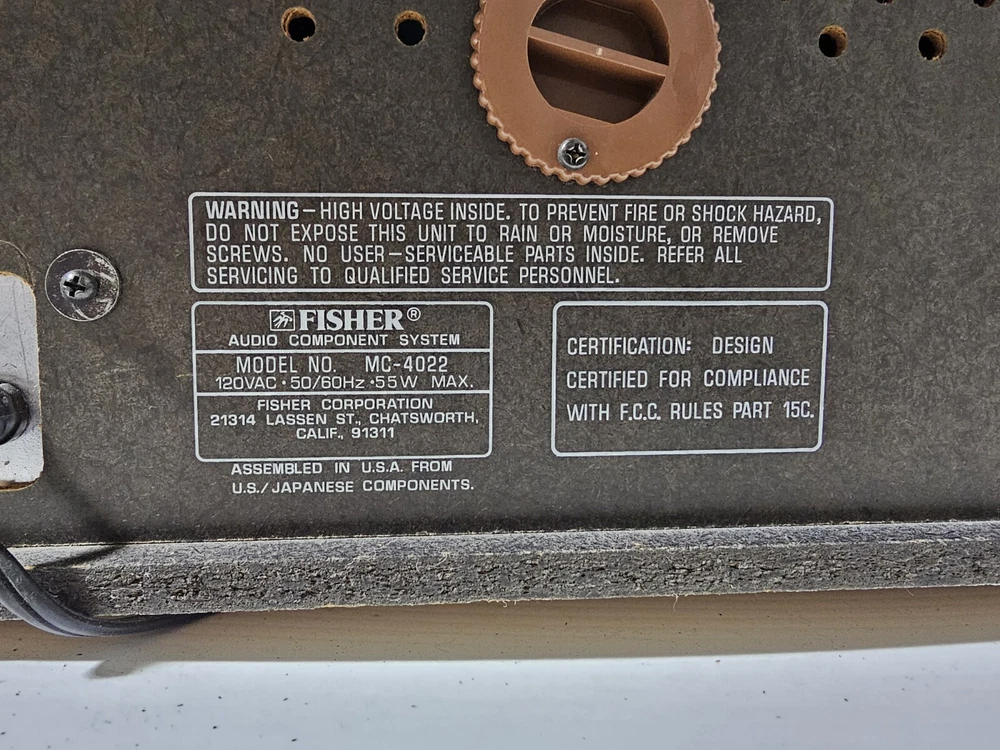 WARNING – HIGH VOLTAGE INSIDE. TO PREVENT FIRE OR SHOCK HAZARD,
DO NOT EXPOSE THIS UNIT TO RAIN OR MOISTURE, OR REMOVE
SCREWS. NO USER – SERVICEABLE PARTS INSIDE. REFER ALL
SERVICING TO QUALIFIED SERVICE PERSONNEL.
FISHER®
AUDIO COMPONENT SYSTEM
MODEL NO. MC-4022
120VAC • 50/60Hz • 55W MAX.
FISHER CORPORATION
21314 LASSEN ST., CHATSWORTH,
CALIF., 91311
ASSEMBLED IN U.S.A. FROM
U.S./JAPANESE COMPONENTS.
CERTIFICATION: DESIGN
CERTIFIED FOR COMPLIANCE
WITH F.C.C. RULES PART 15C.